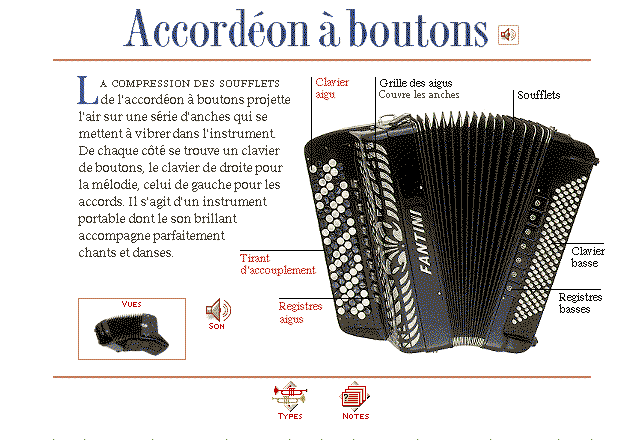 Accordéon à boutons
LA COMPRESSION DES SOUFFLETS
de l'accordéon à boutons projette
l'air sur une série d'anches qui se
mettent à vibrer dans l'instrument.
De chaque côté se trouve un clavier
de boutons, le clavier de droite pour
la mélodie, celui de gauche pour les
accords. Il s'agit d'un instrument
portable dont le son brillant
accompagne parfaitement
chants et danses.
Clavier
aigu
Grille des aigus
Couvre les anches
Soufflets
FANTINI
Tirant
d'accouplement
Registres
aigus
Clavier
basse
Registres
basses
VUES
SON
TYPES
NOTES